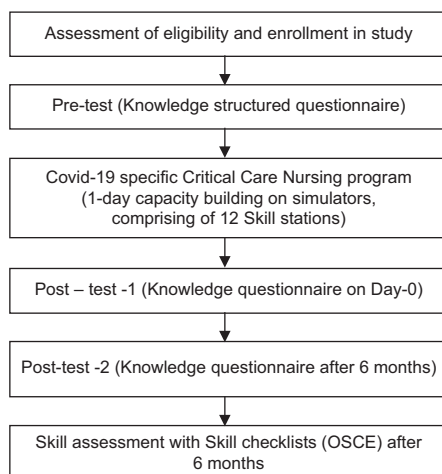 Assessment of eligibility and enrollment in study
Pre-test (Knowledge structured questionnaire)
Covid-19 specific Critical Care Nursing program
(1-day capacity building on simulators,
comprising of 12 Skill stations)
Post – test -1 (Knowledge questionnaire on Day-0)
Post-test -2 (Knowledge questionnaire after 6 months)
Skill assessment with Skill checklists (OSCE) after
6 months